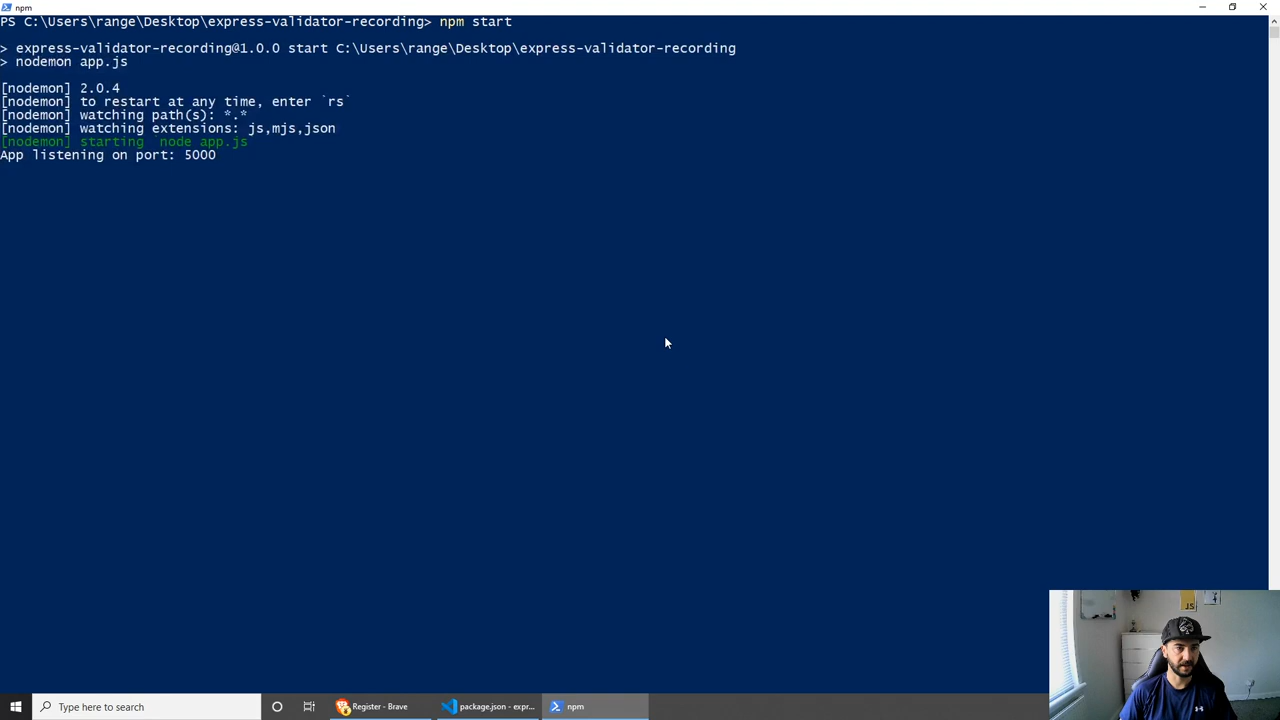 npm
PS C:\Users\range\Desktop\express-validator-recording> npm start
> express-validator-recording@1.0.0 start C:\Users\range\Desktop\express-validator-recording
> nodemon app.js
[nodemon] 2.0.4
[nodemon] to restart at any time, enter `rs`
[nodemon] watching path(s): *.*
[nodemon] watching extensions: js,mjs,json
[nodemon] starting `node app.js`
App listening on port: 5000
JS
Type here to search
Register - Brave
package.json - expr...
npm